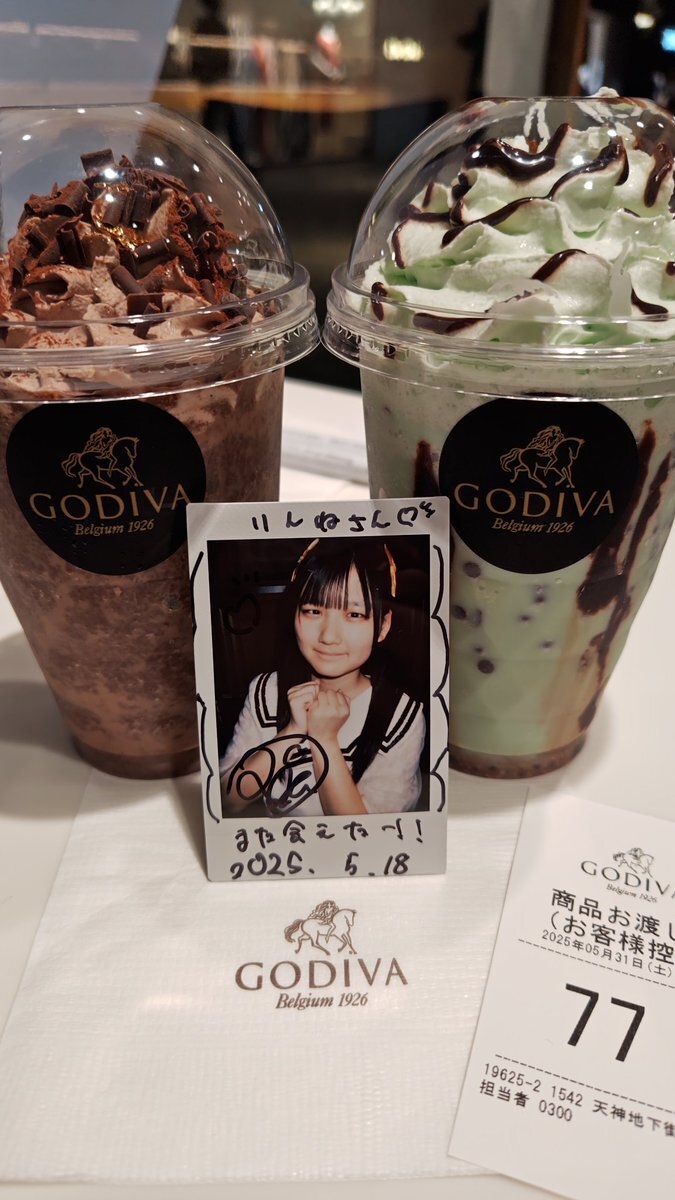 GODIVA
Belgium 1926
GODIVA
Belgium 1926
りんねさん♡
また会えたっ!
2025. 5.18
GODIVA
Belgium 1926
GODIVA
Belgium 1926
商品お渡し
(お客様控
2025年05月31日(土)
77
19625-2 1542 天神地下街
担当者 0300